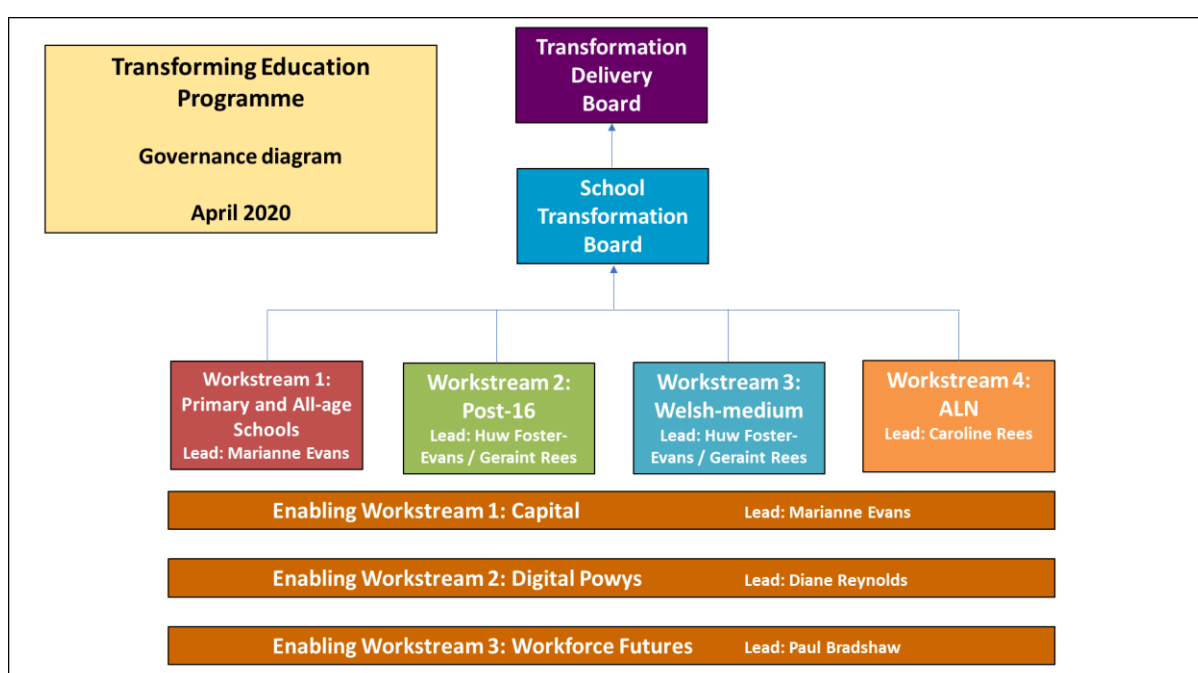 Transforming Education
Programme
Governance diagram
April 2020
Transformation
Delivery
Board
School
Transformation
Board
Workstream 1:
Primary and All-age
Schools
Lead: Marianne Evans
Workstream 2:
Post-16
Lead: Huw Foster-
Evans / Geraint Rees
Workstream 3:
Welsh-medium
Lead: Huw Foster-
Evans / Geraint Rees
Workstream 4:
ALN
Lead: Caroline Rees
Enabling Workstream 1: Capital Lead: Marianne Evans
Enabling Workstream 2: Digital Powys Lead: Diane Reynolds
Enabling Workstream 3: Workforce Futures Lead: Paul Bradshaw